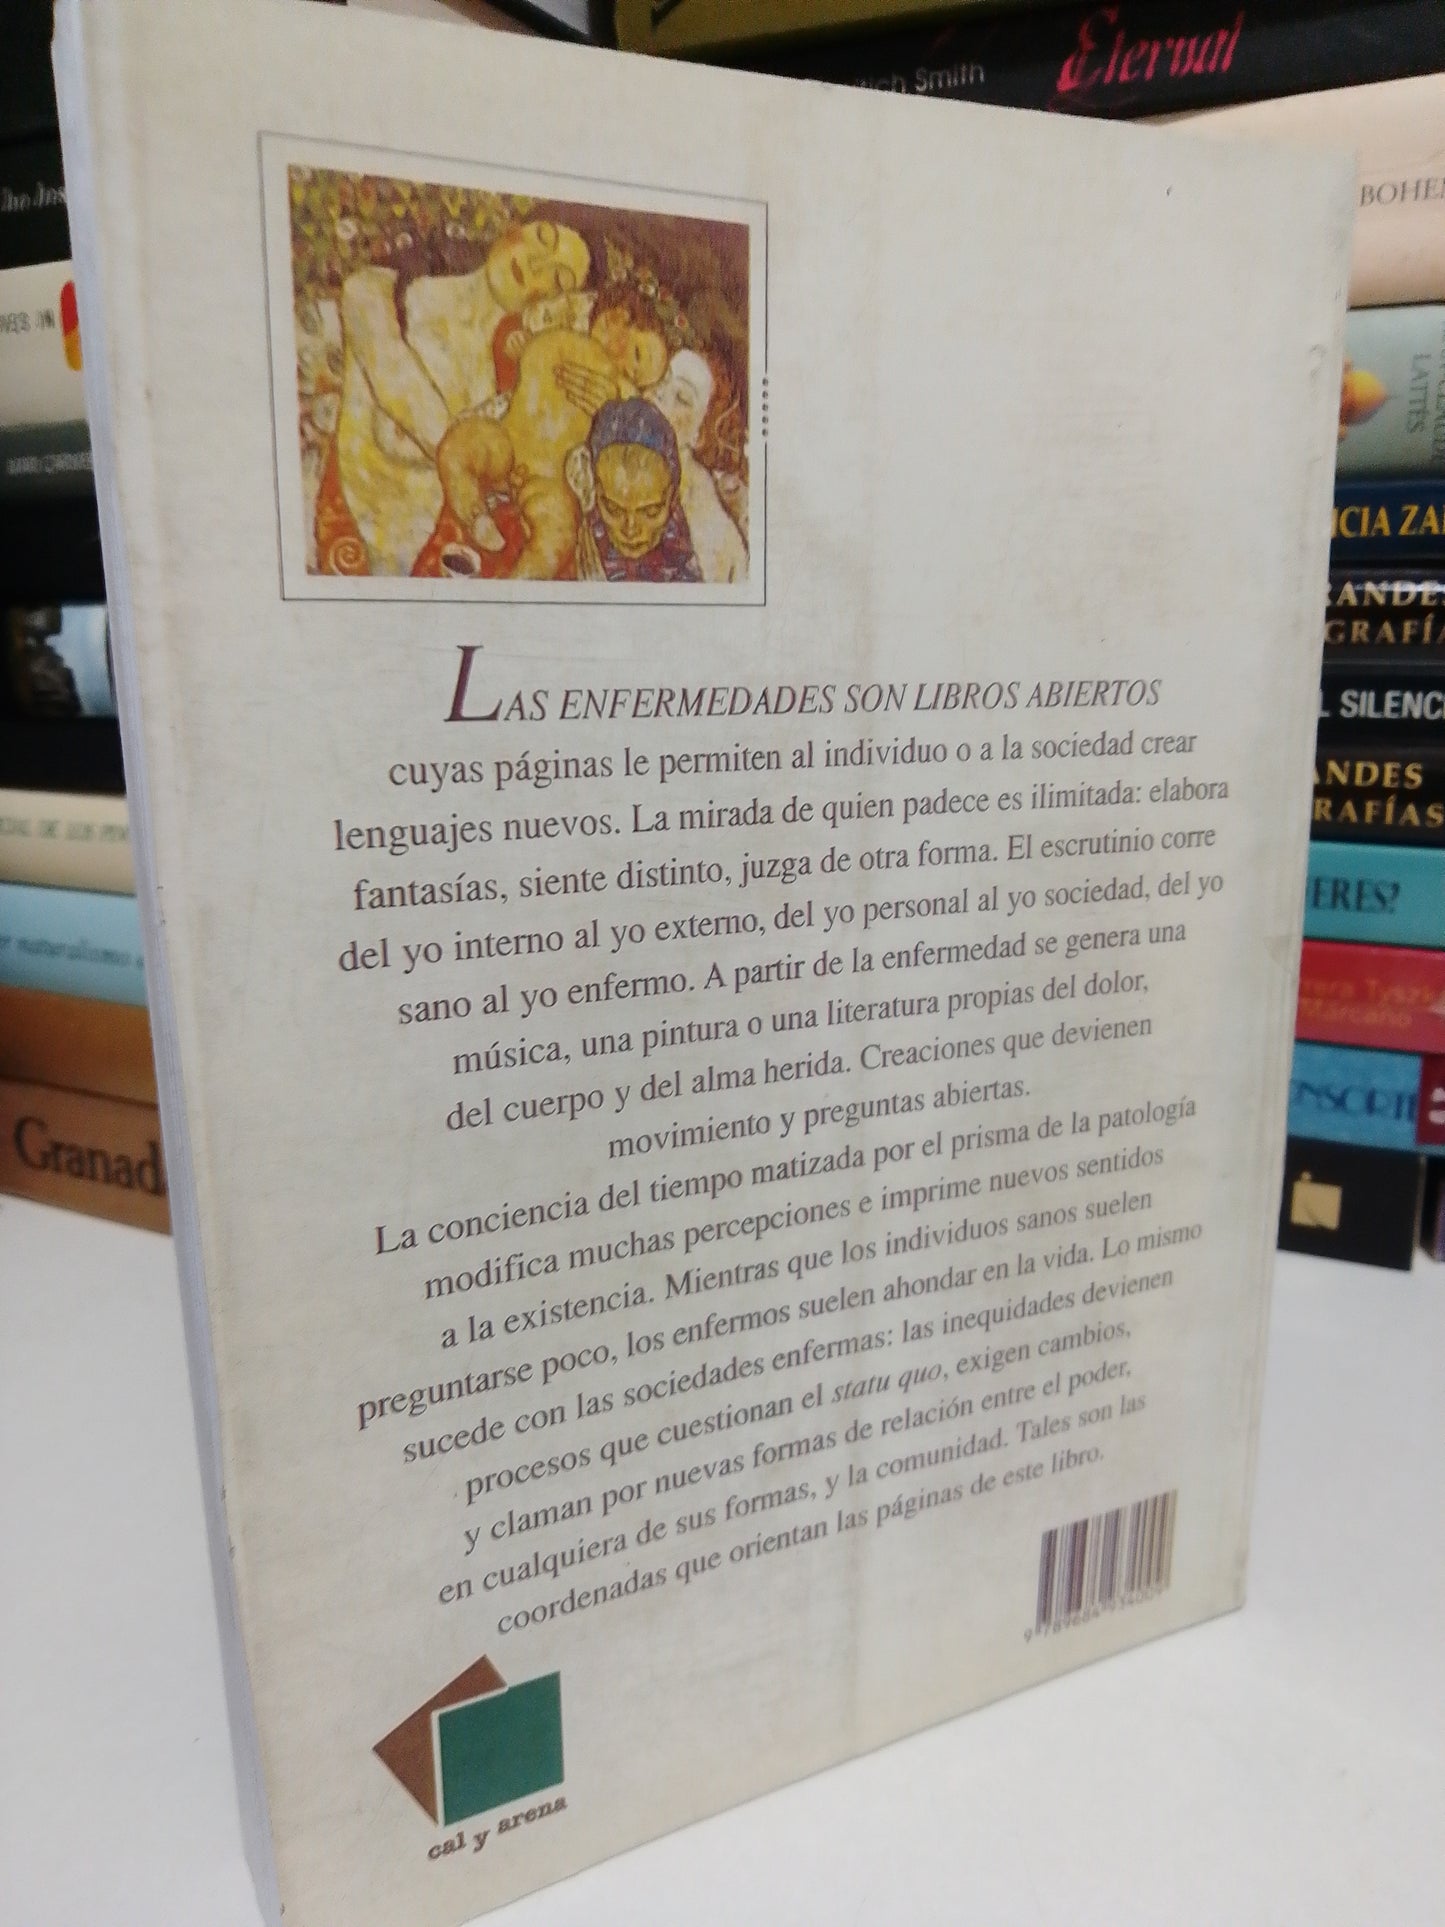 LAS ENFERMEDADES SON LIBROS ABIERTOS
cuyas páginas le permiten al individuo o a la sociedad crear
lenguajes nuevos. La mirada de quien padece es ilimitada: elabora
fantasías, siente distinto, juzga de otra forma. El escrutinio corre
del yo interno al yo externo, del yo personal al yo sociedad, del yo
sano al yo enfermo. A partir de la enfermedad se genera una
música, una pintura o una literatura propias del dolor,
del cuerpo y del alma herida. Creaciones que devienen
movimiento y preguntas abiertas.
La conciencia del tiempo matizada por el prisma de la patología
modifica muchas percepciones e imprime nuevos sentidos
a la existencia. Mientras que los individuos sanos suelen
preguntarse poco, los enfermos suelen ahondar en la vida. Lo mismo
sucede con las sociedades enfermas: las inequidades devienen
procesos que cuestionan el statu quo, exigen cambios,
y claman por nuevas formas de relación entre el poder,
en cualquiera de sus formas, y la comunidad. Tales son las
coordenadas que orientan las páginas de este libro.
cal y arena
Smith
Eternal
BOHE
LATTES
ICIA ZA
ANDES
GRAFÍA
L SILENC
NDES
RAFÍAS
ERES?
Marcano
NSORTI
naturalismo
Granad